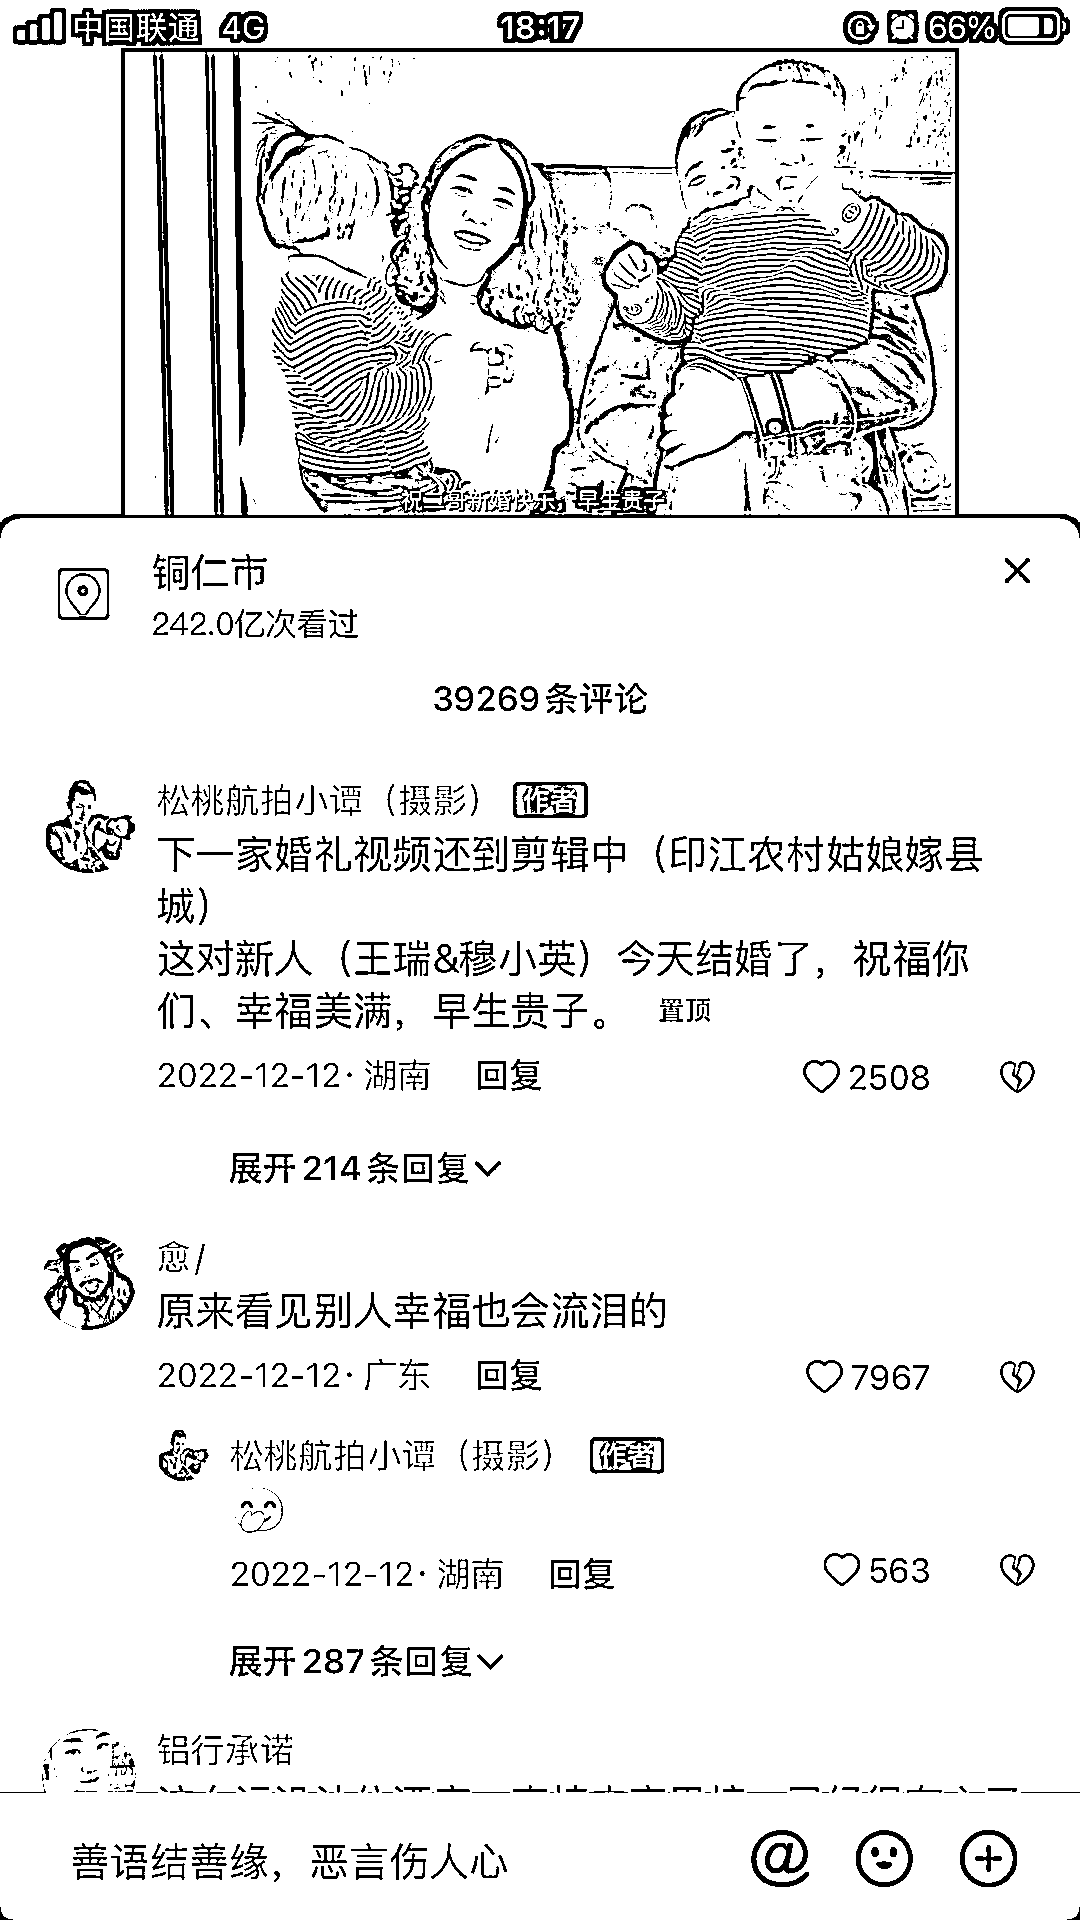 中国联通 4G 18:17 66%
祝二哥新婚快乐，早生贵子
铜仁市
242.0亿次看过
39269条评论
松桃航拍小谭（摄影） 作者
下一家婚礼视频还到剪辑中（印江农村姑娘嫁县
城）
这对新人（王瑞&穆小英）今天结婚了，祝福你
们、幸福美满，早生贵子。 置顶
2022-12-12·湖南 回复 2508
展开214条回复
愈/
原来看见别人幸福也会流泪的
2022-12-12·广东 回复 7967
松桃航拍小谭（摄影） 作者
2022-12-12·湖南 回复 563
展开287条回复
铝行承诺
善语结善缘，恶言伤人心 @